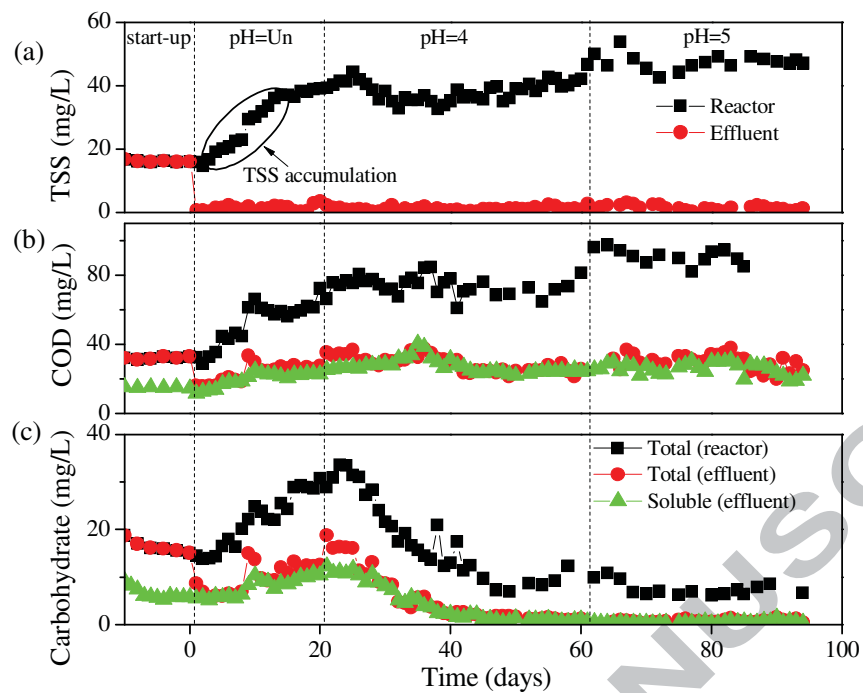 (a)
start-up
pH=Un
pH=4
pH=5
60
40
20
0
TSS (mg/L)
Reactor
Effluent
TSS accumulation
(b)
80
40
0
COD (mg/L)
(c)
40
20
0
Carbohydrate (mg/L)
Total (reactor)
Total (effluent)
Soluble (effluent)
0
20
40
60
80
100
Time (days)
NUSC